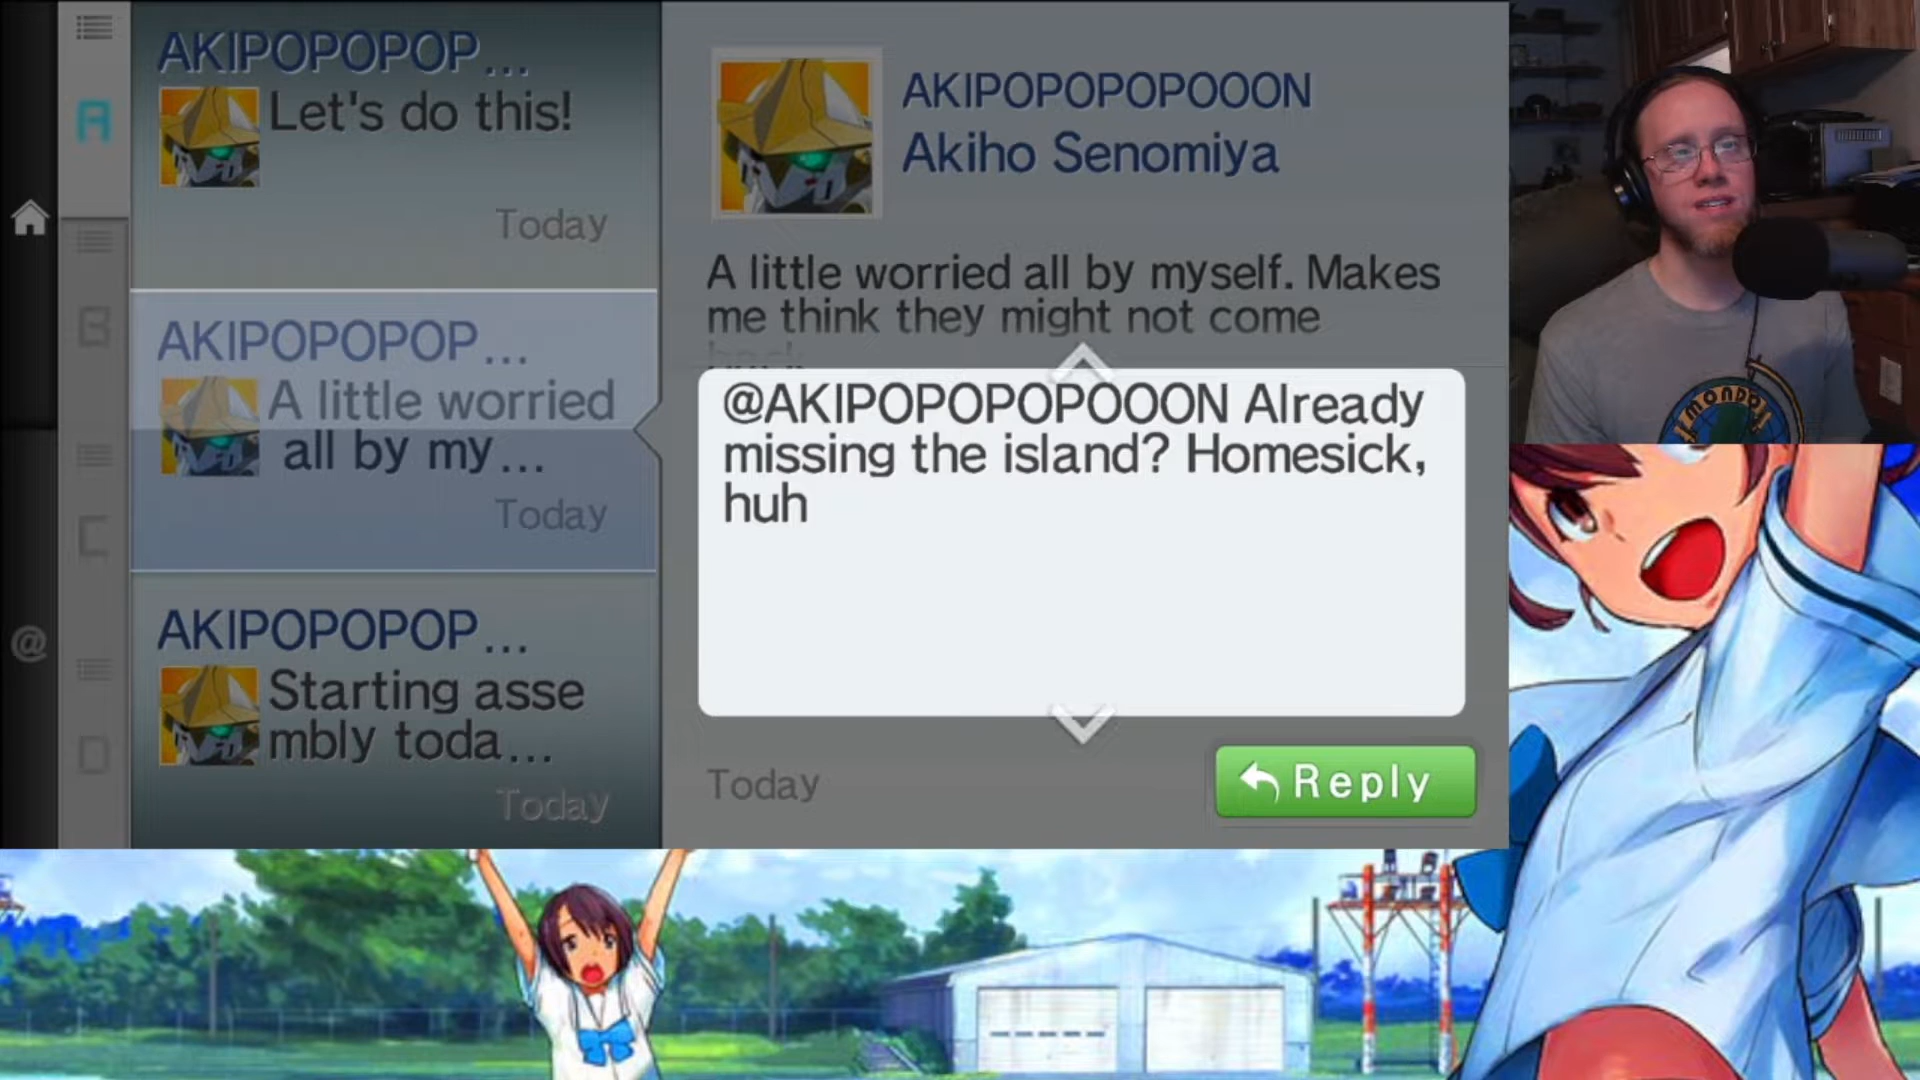 A
B
C
D
@
AKIPOPOPOP...
Let's do this!
Today
AKIPOPOPOP...
A little worried
all by my...
Today
AKIPOPOPOP...
Starting asse
mbly toda...
Today
AKIPOPOPOPOOON
Akiho Senomiya
A little worried all by myself. Makes
me think they might not come
@AKIPOPOPOPOOON Already
missing the island? Homesick,
huh
Today
Reply
MONDO